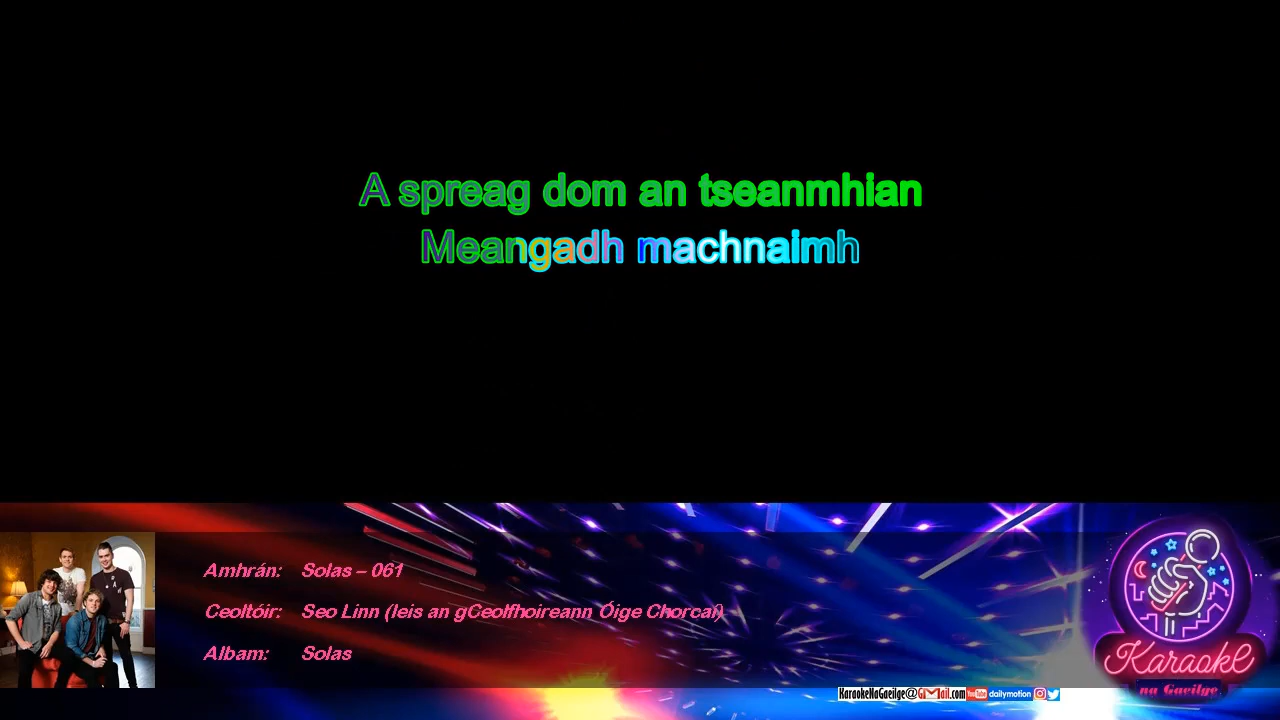 A spreag dom an tseanmhian
Meangadh machnaimh
Amhrán: Solas – 061
Ceoltóir: Seo Linn (leis an gCeolfhoireann Óige Chorcaí)
Albam: Solas
KaraokeNaGaeilge@GMail.com YouTube dailymotion
Karaoke
na Gaeilge